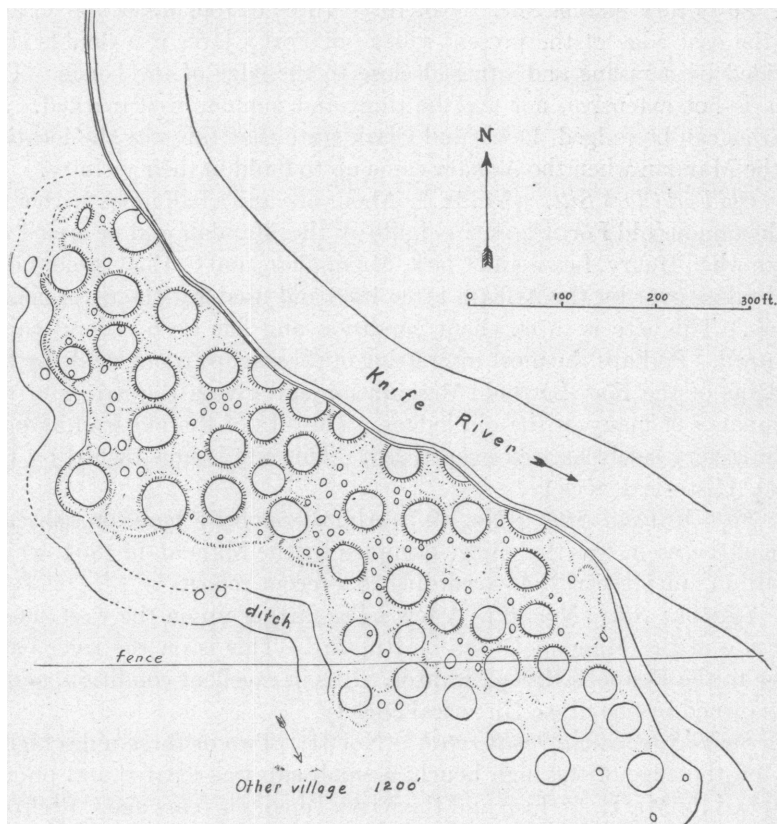 N
0 100 200 300 ft.
Knife River
ditch
fence
Other village 1200'